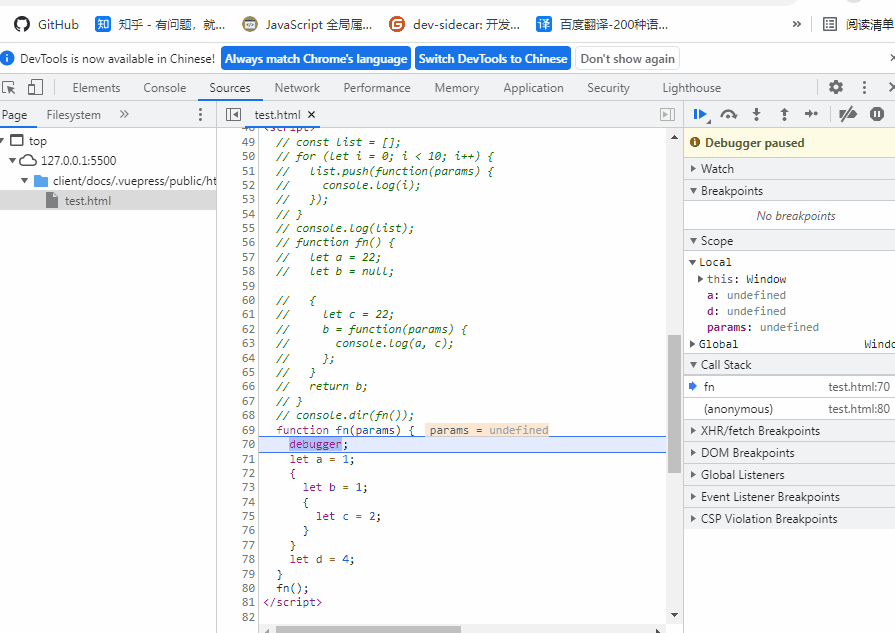 GitHub 知 知乎 - 有问题，就... JavaScript 全局属... dev-sidecar: 开发... 译 百度翻译-200种语... » 阅读清单
DevTools is now available in Chinese! Always match Chrome's language Switch DevTools to Chinese Don't show again
Elements Console Sources Network Performance Memory Application Security Lighthouse
Page Filesystem »
test.html ×
top
127.0.0.1:5500
client/docs/.vuepress/public/ht
test.html
48 <script>
49 // const list = [];
50 // for (let i = 0; i < 10; i++) {
51 //   list.push(function(params) {
52 //     console.log(i);
53 //   });
54 // }
55 // console.log(list);
56 // function fn() {
57 //   let a = 22;
58 //   let b = null;
59
60 //   {
61 //     let c = 22;
62 //     b = function(params) {
63 //       console.log(a, c);
64 //     };
65 //   }
66 //   return b;
67 // }
68 // console.dir(fn());
69 function fn(params) { params = undefined
70   debugger;
71   let a = 1;
72   {
73     let b = 1;
74     {
75       let c = 2;
76     }
77   }
78   let d = 4;
79 }
80 fn();
81 </script>
82
Debugger paused
Watch
Breakpoints
No breakpoints
Scope
Local
this: Window
a: undefined
d: undefined
params: undefined
Global Windo
Call Stack
fn test.html:70
(anonymous) test.html:80
XHR/fetch Breakpoints
DOM Breakpoints
Global Listeners
Event Listener Breakpoints
CSP Violation Breakpoints